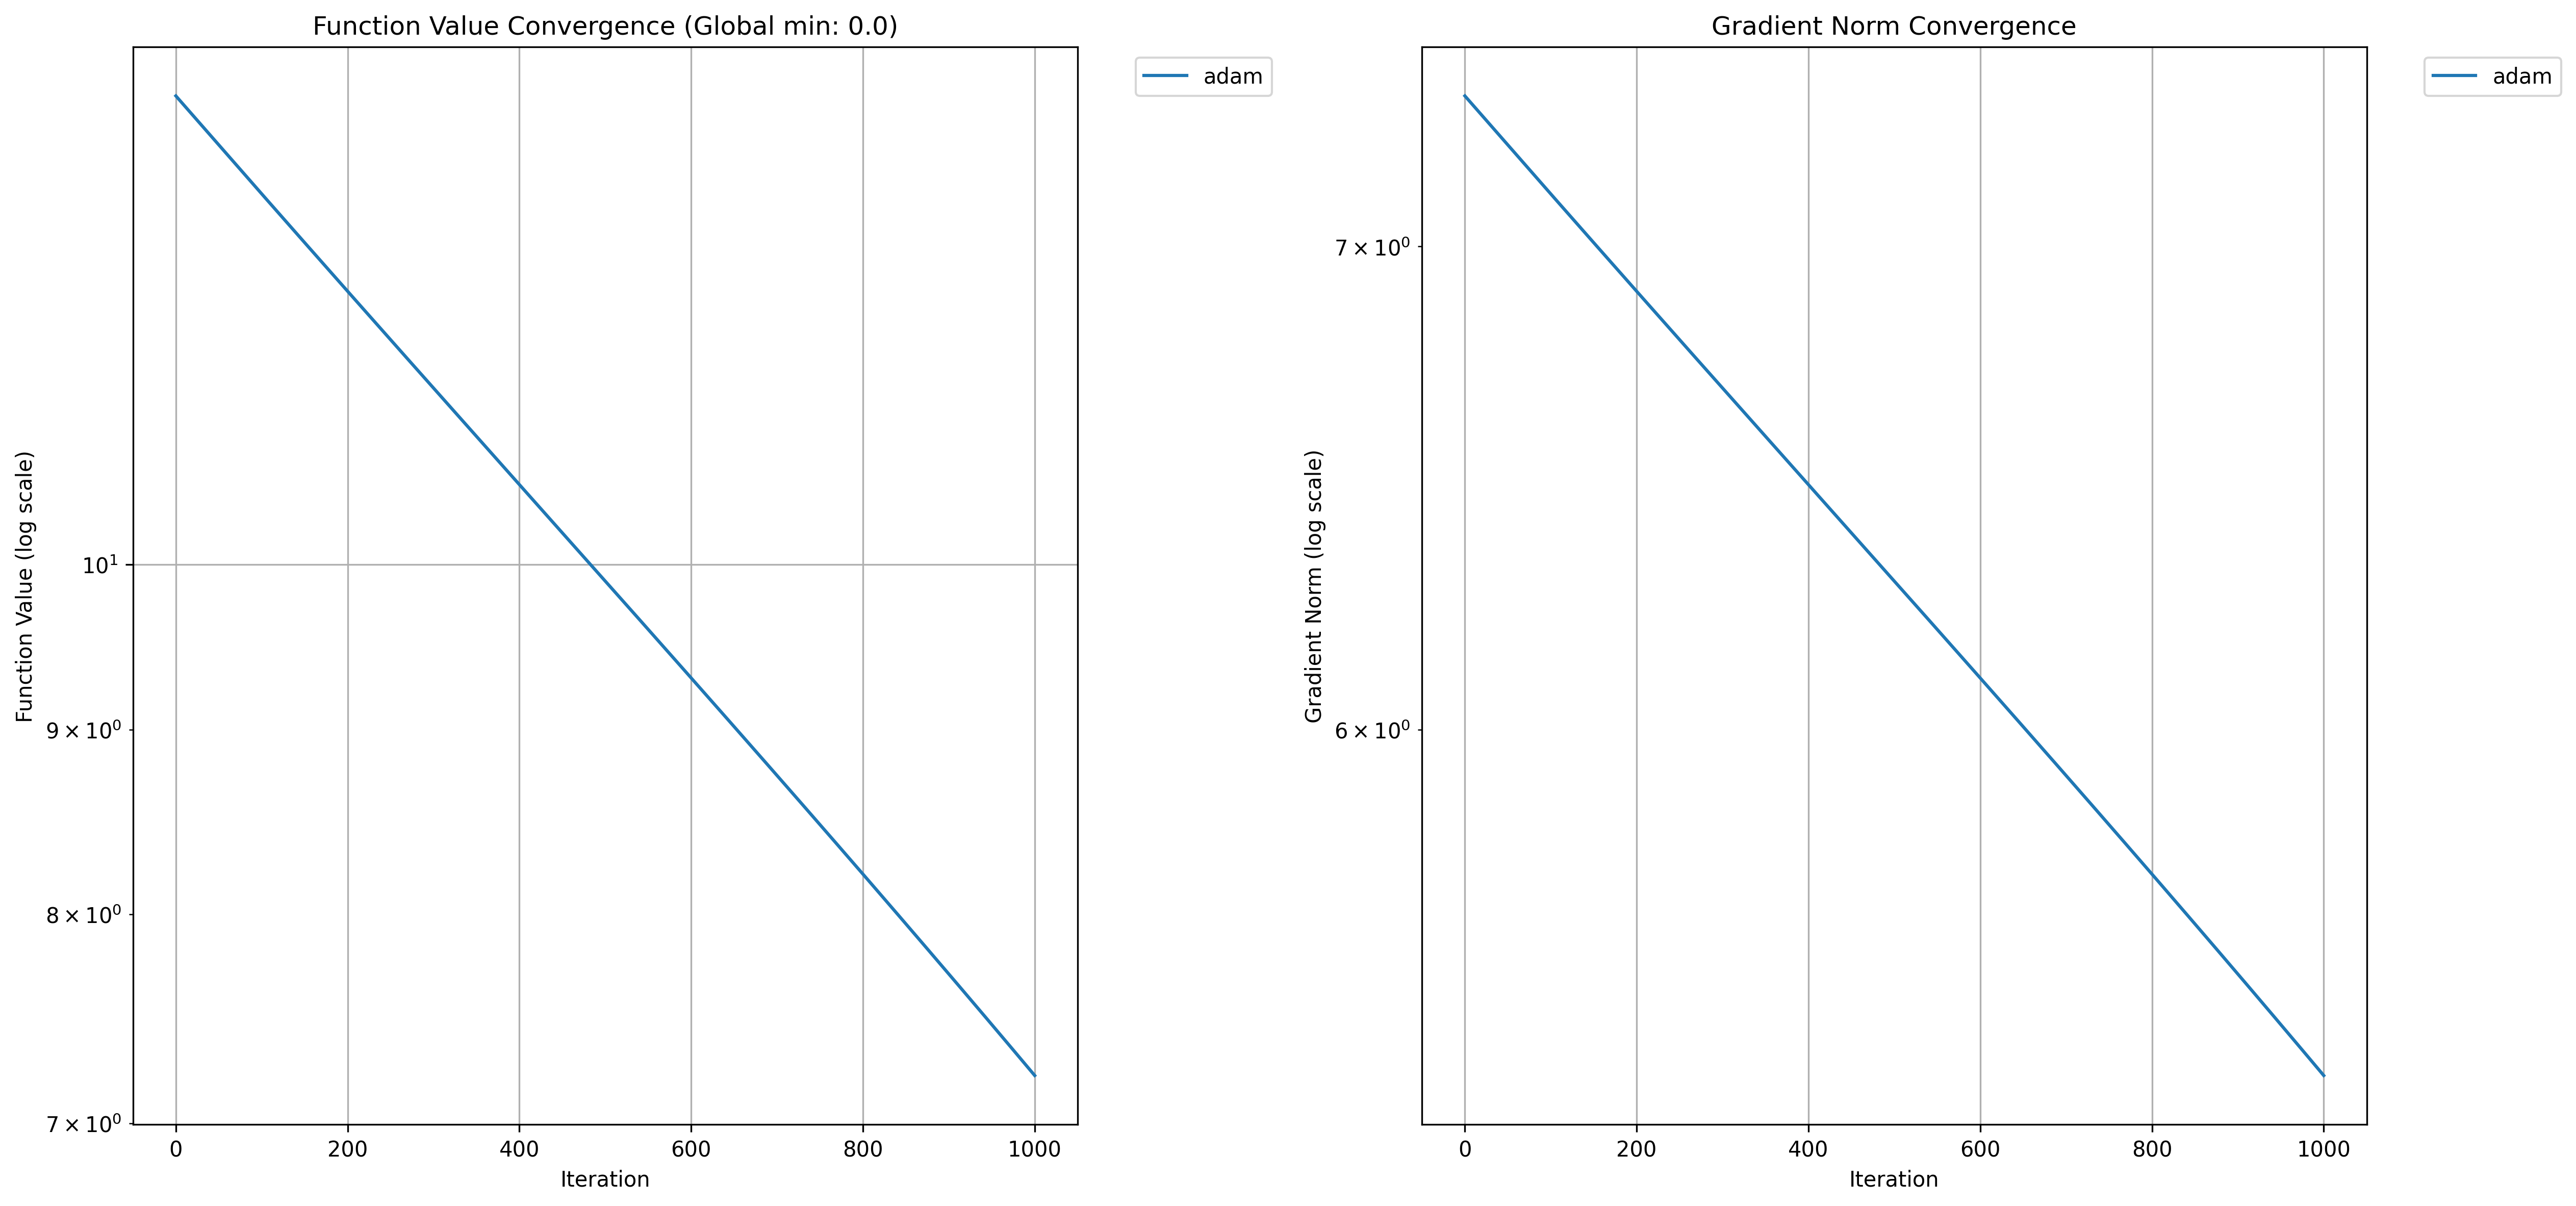 Function Value Convergence (Global min: 0.0)
adam
Function Value (log scale)
10¹
9 × 10⁰
8 × 10⁰
7 × 10⁰
0 200 400 600 800 1000
Iteration
Gradient Norm Convergence
adam
Gradient Norm (log scale)
7 × 10⁰
6 × 10⁰
0 200 400 600 800 1000
Iteration